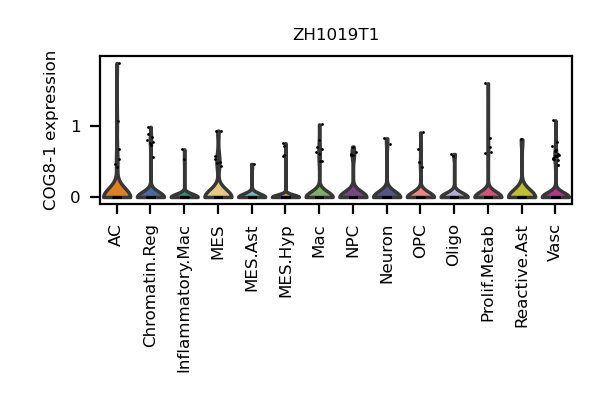 ZH1019T1
COG8-1 expression
1
0
AC
Chromatin.Reg
Inflammatory.Mac
MES
MES.Ast
MES.Hyp
Mac
NPC
Neuron
OPC
Oligo
Prolif.Metab
Reactive.Ast
Vasc